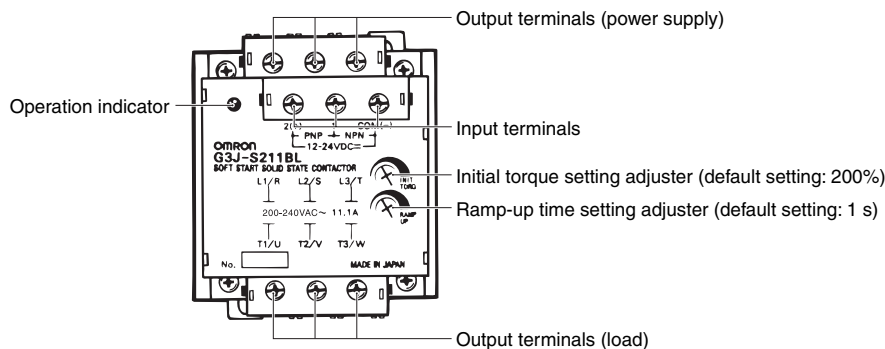 Output terminals (power supply)
Operation indicator
2(+) 1 COM(−)
PNP NPN
12-24VDC
Input terminals
OMRON
G3J-S211BL
SOFT START SOLID STATE CONTACTOR
L1/R L2/S L3/T
INIT
TORQ
Initial torque setting adjuster (default setting: 200%)
200-240VAC~ 11.1A
RAMP
UP
Ramp-up time setting adjuster (default setting: 1 s)
T1/U T2/V T3/W
No. MADE IN JAPAN
Output terminals (load)